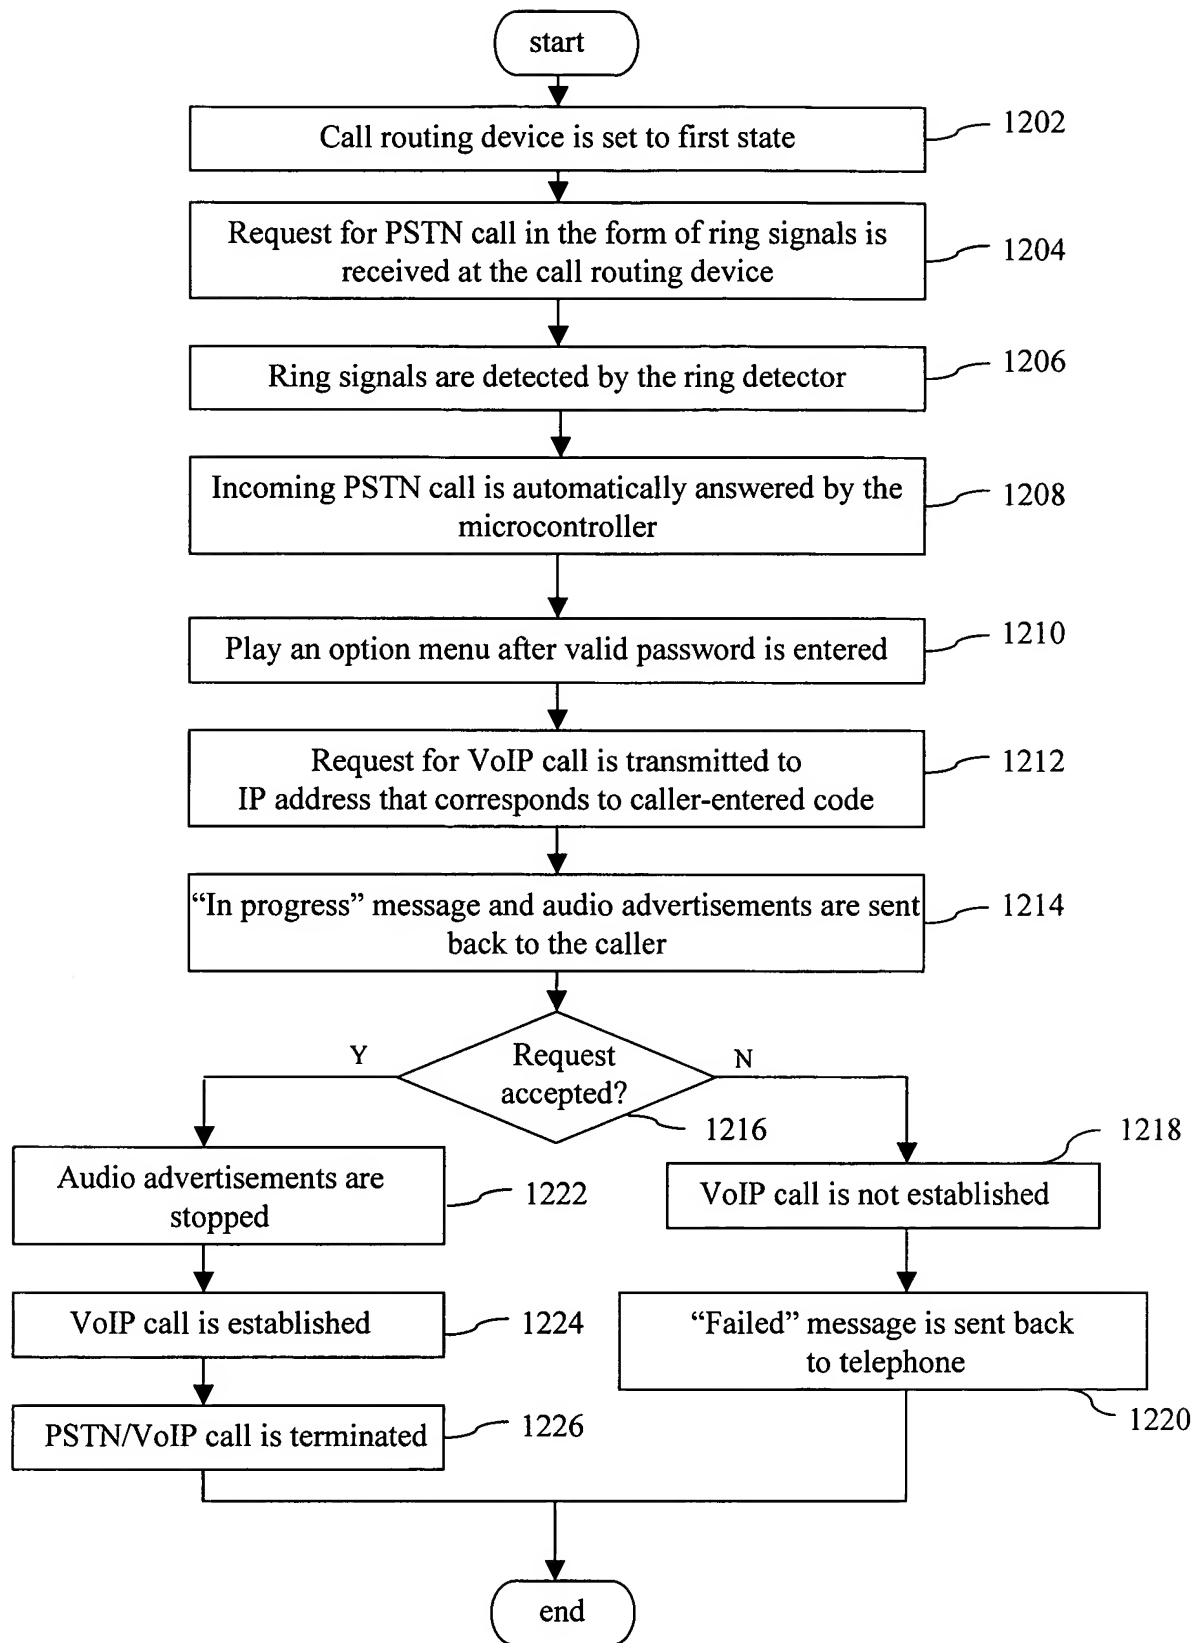 start
Call routing device is set to first state
1202
Request for PSTN call in the form of ring signals is
received at the call routing device
1204
Ring signals are detected by the ring detector
1206
Incoming PSTN call is automatically answered by the
microcontroller
1208
Play an option menu after valid password is entered
1210
Request for VoIP call is transmitted to
IP address that corresponds to caller-entered code
1212
“In progress” message and audio advertisements are sent
back to the caller
1214
Y
Request
accepted?
N
1216
Audio advertisements are
stopped
1222
1218
VoIP call is not established
VoIP call is established
1224
“Failed” message is sent back
to telephone
1220
PSTN/VoIP call is terminated
1226
end